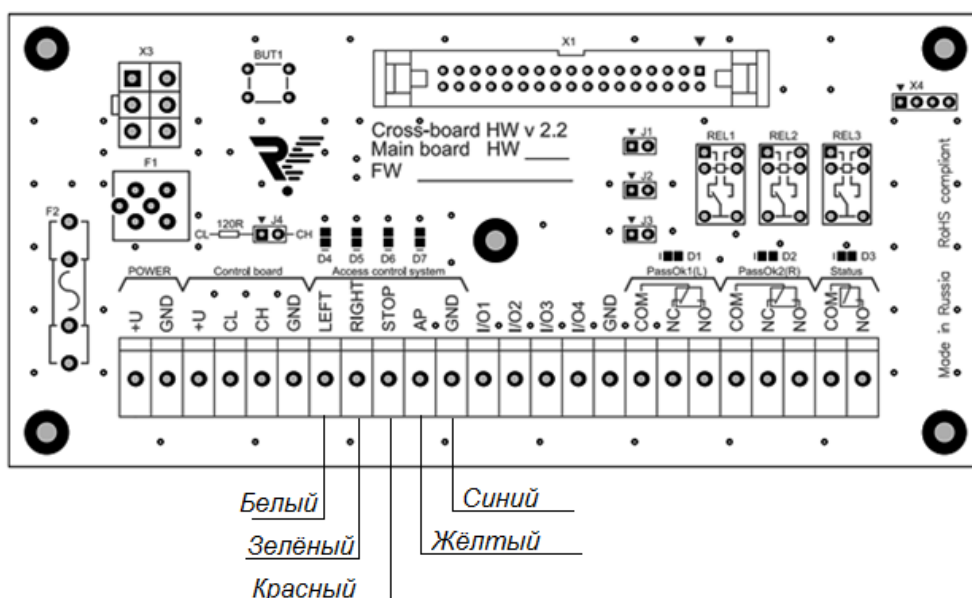 X3
BUT1
X1
X4
Cross-board HW v 2.2
Main board HW ____
FW ____________
J1
REL1
REL2
REL3
F1
J2
F2
CL
120R
J4
CH
J3
D4
D5
D6
D7
D1
D2
D3
POWER
Control board
Access control system
PassOk1(L)
PassOk2(R)
Status
+U
GND
+U
CL
CH
GND
LEFT
RIGHT
STOP
AP
GND
I/O1
I/O2
I/O3
I/O4
GND
COM
NC
NO
COM
NC
NO
COM
NO
Made in Russia
RoHS compliant
Белый
Синий
Зелёный
Жёлтый
Красный